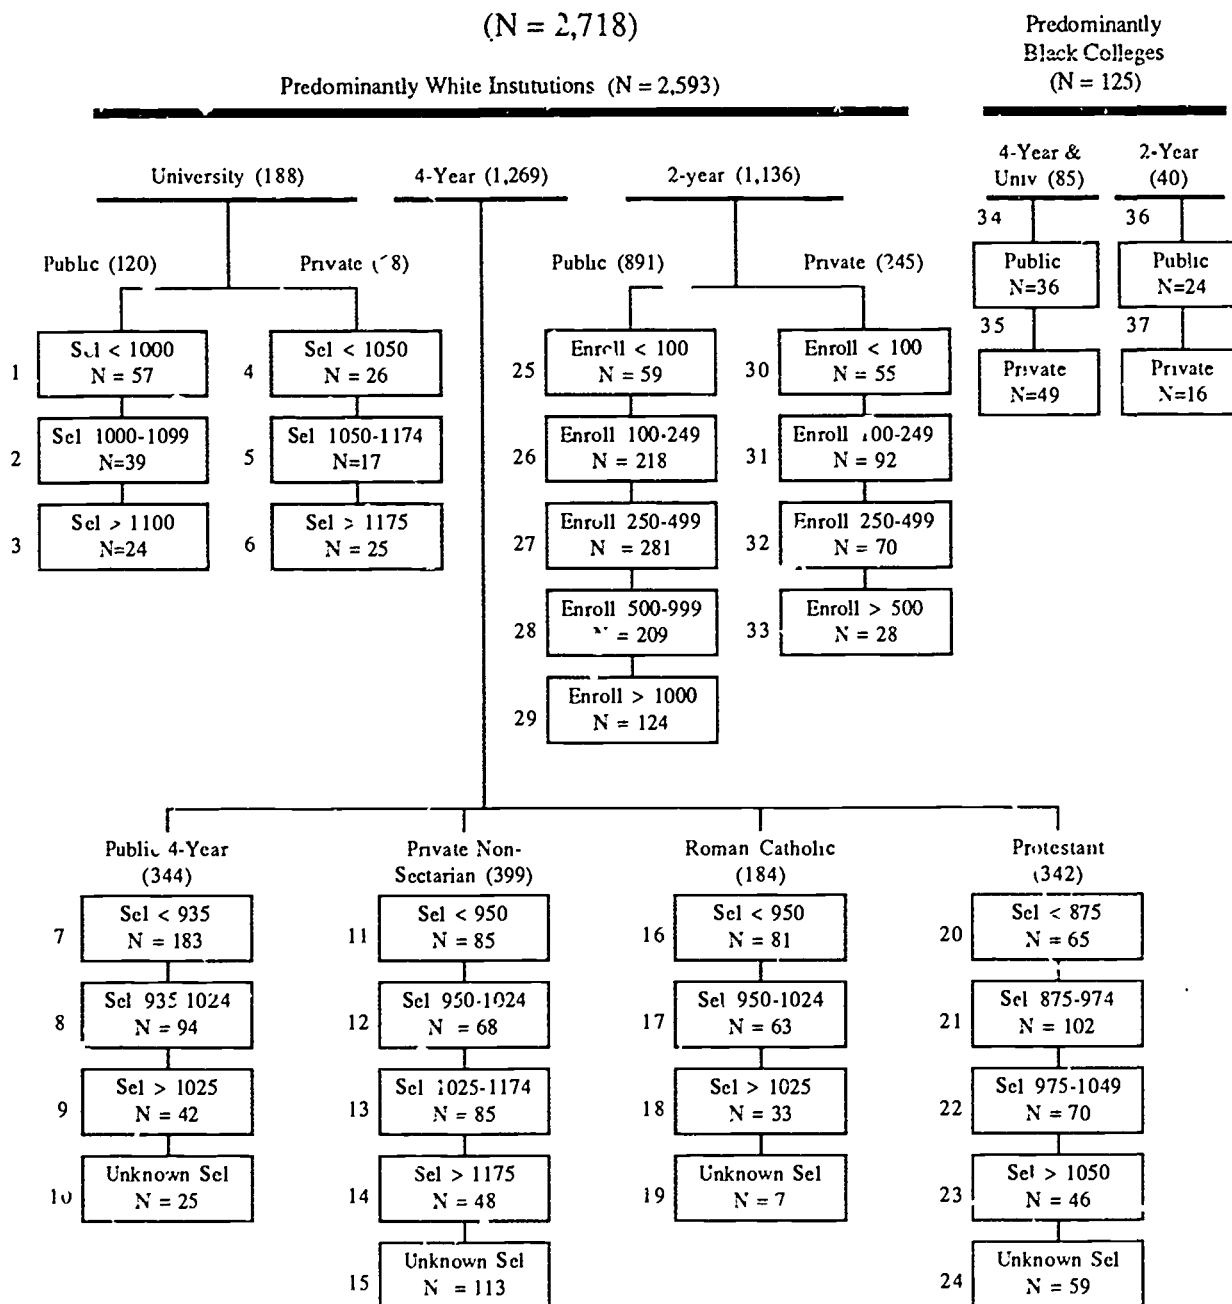 (N = 2,718)
Predominantly White Institutions (N = 2,593)
Predominantly
Black Colleges
(N = 125)
University (188)
4-Year (1,269)
2-year (1,136)
4-Year &
Univ (85)
2-Year
(40)
Public (120)
Private
Public (891)
Private (245)
1
Sel < 1000
N = 57
2
Sel 1000-1099
N=39
3
Sel > 1100
N=24
4
Sel < 1050
N = 26
5
Sel 1050-1174
N=17
6
Sel > 1175
N = 25
25
Enroll < 100
N = 59
26
Enroll 100-249
N = 218
27
Enroll 250-499
N = 281
28
Enroll 500-999
N = 209
29
Enroll > 1000
N = 124
30
Enroll < 100
N = 55
31
Enroll 100-249
N = 92
32
Enroll 250-499
N = 70
33
Enroll > 500
N = 28
34
Public
N=36
35
Private
N=49
36
Public
N=24
37
Private
N=16
Public 4-Year
(344)
7
Sel < 935
N = 183
8
Sel 935-1024
N = 94
9
Sel > 1025
N = 42
10
Unknown Sel
N = 25
Private Non-
Sectarian (399)
11
Sel < 950
N = 85
12
Sel 950-1024
N = 68
13
Sel 1025-1174
N = 85
14
Sel > 1175
N = 48
15
Unknown Sel
N = 113
Roman Catholic
(184)
16
Sel < 950
N = 81
17
Sel 950-1024
N = 63
18
Sel > 1025
N = 33
19
Unknown Sel
N = 7
Protestant
(342)
20
Sel < 875
N = 65
21
Sel 875-974
N = 102
22
Sel 975-1049
N = 70
23
Sel > 1050
N = 46
24
Unknown Sel
N = 59